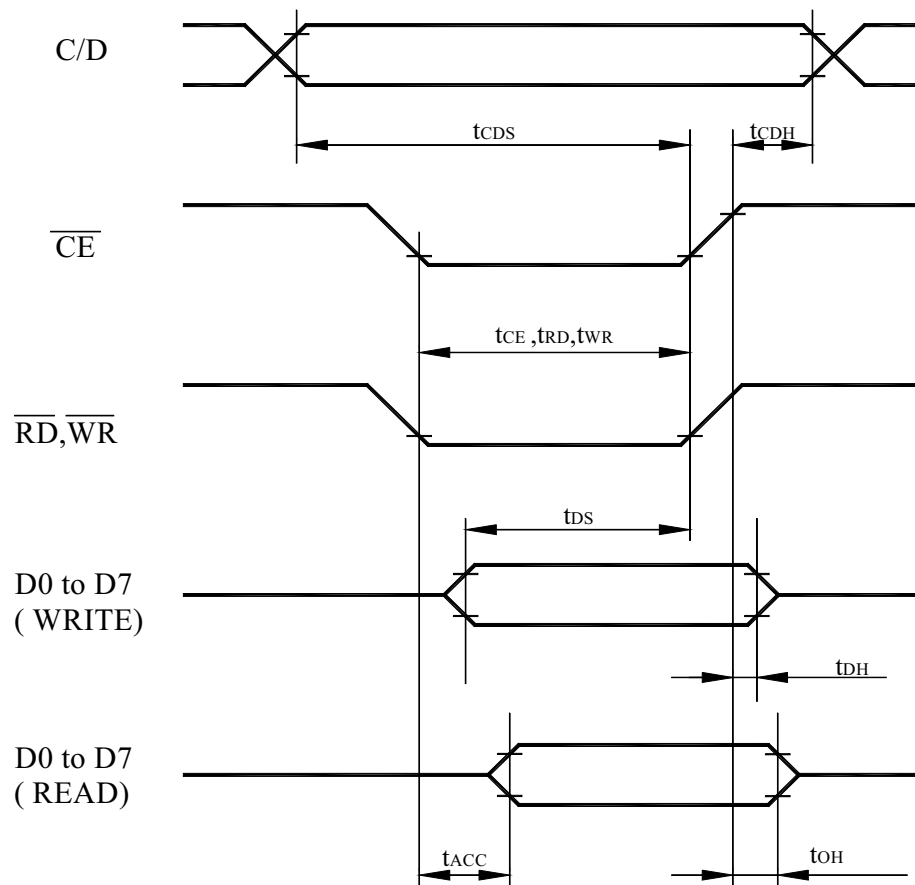 C/D
tCDS
tCDH
CE
tCE ,tRD,tWR
RD,WR
tDS
D0 to D7
( WRITE)
tDH
D0 to D7
( READ)
tACC
tOH